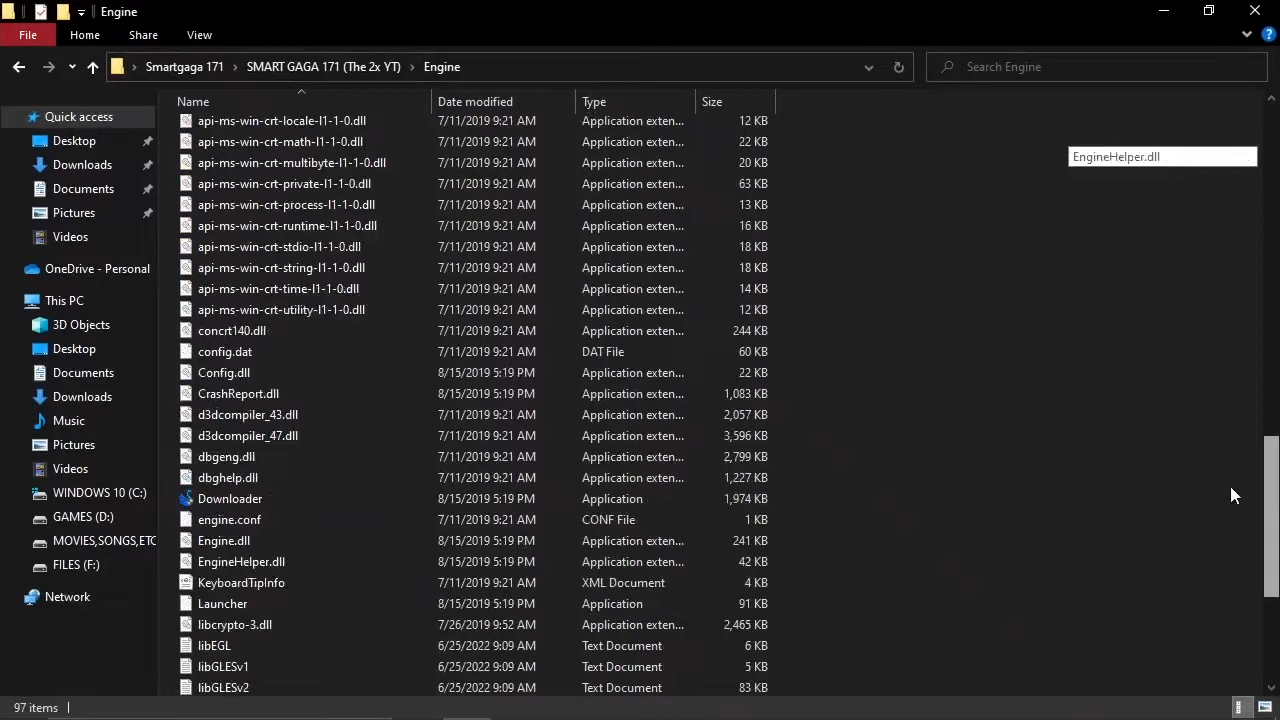 Engine
File Home Share View
Smartgaga 171 > SMART GAGA 171 (The 2x YT) > Engine
Search Engine
Name Date modified Type Size
Quick access
Desktop
Downloads
Documents
Pictures
Videos
OneDrive - Personal
This PC
3D Objects
Desktop
Documents
Downloads
Music
Pictures
Videos
WINDOWS 10 (C:)
GAMES (D:)
MOVIES,SONGS,ETC
FILES (F:)
Network
api-ms-win-crt-locale-l1-1-0.dll 7/11/2019 9:21 AM Application exten... 12 KB
api-ms-win-crt-math-l1-1-0.dll 7/11/2019 9:21 AM Application exten... 22 KB
api-ms-win-crt-multibyte-l1-1-0.dll 7/11/2019 9:21 AM Application exten... 20 KB
api-ms-win-crt-private-l1-1-0.dll 7/11/2019 9:21 AM Application exten... 71 KB
api-ms-win-crt-process-l1-1-0.dll 7/11/2019 9:21 AM Application exten... 13 KB
api-ms-win-crt-runtime-l1-1-0.dll 7/11/2019 9:21 AM Application exten... 16 KB
api-ms-win-crt-stdio-l1-1-0.dll 7/11/2019 9:21 AM Application exten... 18 KB
api-ms-win-crt-string-l1-1-0.dll 7/11/2019 9:21 AM Application exten... 18 KB
api-ms-win-crt-time-l1-1-0.dll 7/11/2019 9:21 AM Application exten... 14 KB
api-ms-win-crt-utility-l1-1-0.dll 7/11/2019 9:21 AM Application exten... 12 KB
concrt140.dll 7/11/2019 9:21 AM Application exten... 244 KB
config.dat 7/11/2019 9:21 AM DAT File 60 KB
Config.dll 8/15/2019 5:19 PM Application exten... 22 KB
CrashReport.dll 8/15/2019 5:19 PM Application exten... 1,083 KB
d3dcompiler_43.dll 7/11/2019 9:21 AM Application exten... 2,057 KB
d3dcompiler_47.dll 7/11/2019 9:21 AM Application exten... 3,596 KB
dbgeng.dll 7/11/2019 9:21 AM Application exten... 2,799 KB
dbghelp.dll 7/11/2019 9:21 AM Application exten... 1,227 KB
Downloader 8/15/2019 5:19 PM Application 1,974 KB
engine.conf 7/11/2019 9:21 AM CONF File 1 KB
Engine.dll 8/15/2019 5:19 PM Application exten... 241 KB
EngineHelper.dll 8/15/2019 5:19 PM Application exten... 42 KB
KeyboardTipInfo 7/11/2019 9:21 AM XML Document 4 KB
Launcher 8/15/2019 5:19 PM Application 91 KB
libcrypto-3.dll 7/26/2019 9:52 AM Application exten... 2,465 KB
libEGL 6/25/2022 9:09 AM Text Document 6 KB
libGLESv1 6/25/2022 9:09 AM Text Document 5 KB
libGLESv2 6/25/2022 9:09 AM Text Document 83 KB
EngineHelper.dll
97 items